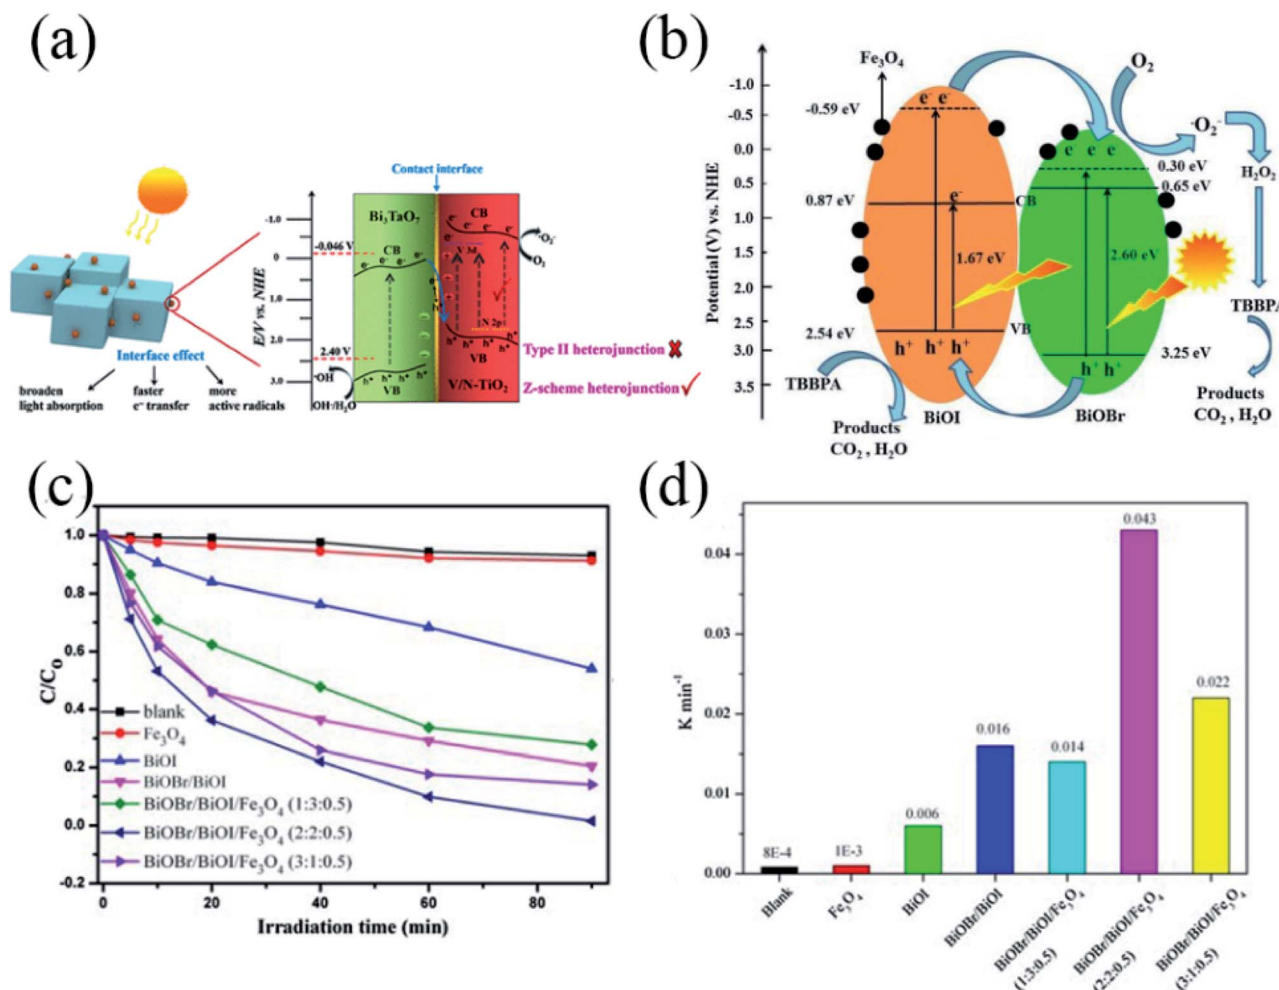 (a)
Contact interface
Bi₃TaO₇
CB
CB
-1.0
-0.046 V
0
1.0
2.0
2.40 V
3.0
E/V vs. NHE
e⁻ e⁻ e⁻ e⁻
V 3d
N 2p
·O₂⁻
O₂
VB
VB
h⁺ h⁺ h⁺ h⁺
·OH
OH⁻/H₂O
V/N-TiO₂
Type II heterojunction ✘
Z-scheme heterojunction ✓
Interface effect
broaden
light absorption
faster
e⁻ transfer
more
active radicals
(b)
Potential (V) vs. NHE
-1.0
-0.5
0.0
0.5
1.0
1.5
2.0
2.5
3.0
3.5
Fe₃O₄
-0.59 eV
0.87 eV
2.54 eV
e⁻ e⁻
e⁻
CB
1.67 eV
VB
h⁺ h⁺ h⁺
BiOI
e e e
0.30 eV
0.65 eV
2.60 eV
3.25 eV
h⁺ h⁺
BiOBr
O₂
·O₂⁻
H₂O₂
TBBPA
Products
CO₂ , H₂O
TBBPA
Products
CO₂ , H₂O
(c)
C/C₀
1.0
0.8
0.6
0.4
0.2
0.0
-0.2
blank
Fe₃O₄
BiOI
BiOBr/BiOI
BiOBr/BiOI/Fe₃O₄ (1:3:0.5)
BiOBr/BiOI/Fe₃O₄ (2:2:0.5)
BiOBr/BiOI/Fe₃O₄ (3:1:0.5)
0 20 40 60 80
Irradiation time (min)
(d)
K min⁻¹
0.04
0.03
0.02
0.01
0.00
8E-4
1E-3
0.006
0.016
0.014
0.043
0.022
Blank
Fe₃O₄
BiOI
BiOBr/BiOI
BiOBr/BiOI/Fe₃O₄
(1:3:0.5)
BiOBr/BiOI/Fe₃O₄
(2:2:0.5)
BiOBr/BiOI/Fe₃O₄
(3:1:0.5)